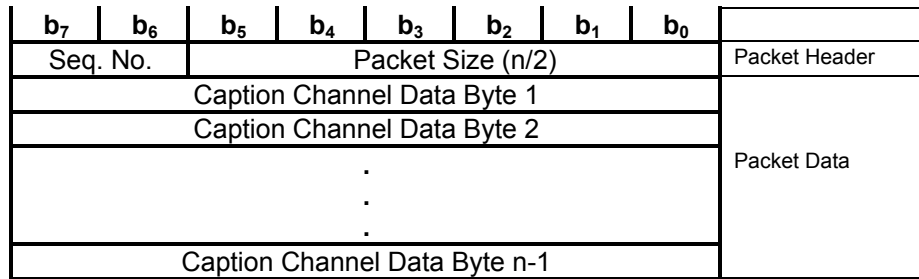 b₇ b₆ b₅ b₄ b₃ b₂ b₁ b₀
Seq. No. Packet Size (n/2) Packet Header
Caption Channel Data Byte 1
Caption Channel Data Byte 2
. Packet Data
.
.
Caption Channel Data Byte n-1